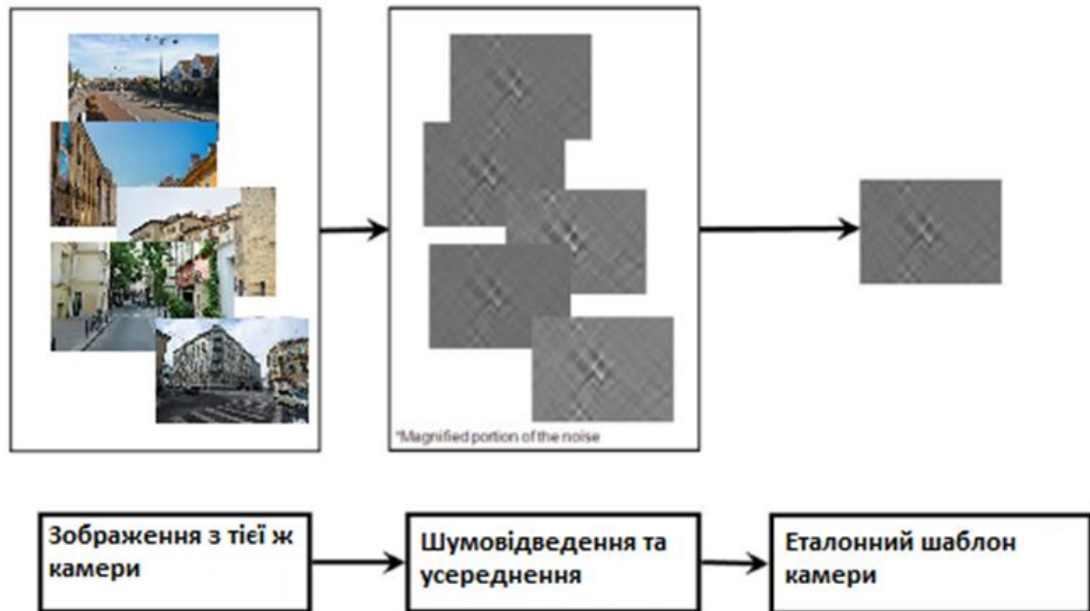 *Magnified portion of the noise
Зображення з тієї ж
камери
Шумовідведення та
усереднення
Еталонний шаблон
камери